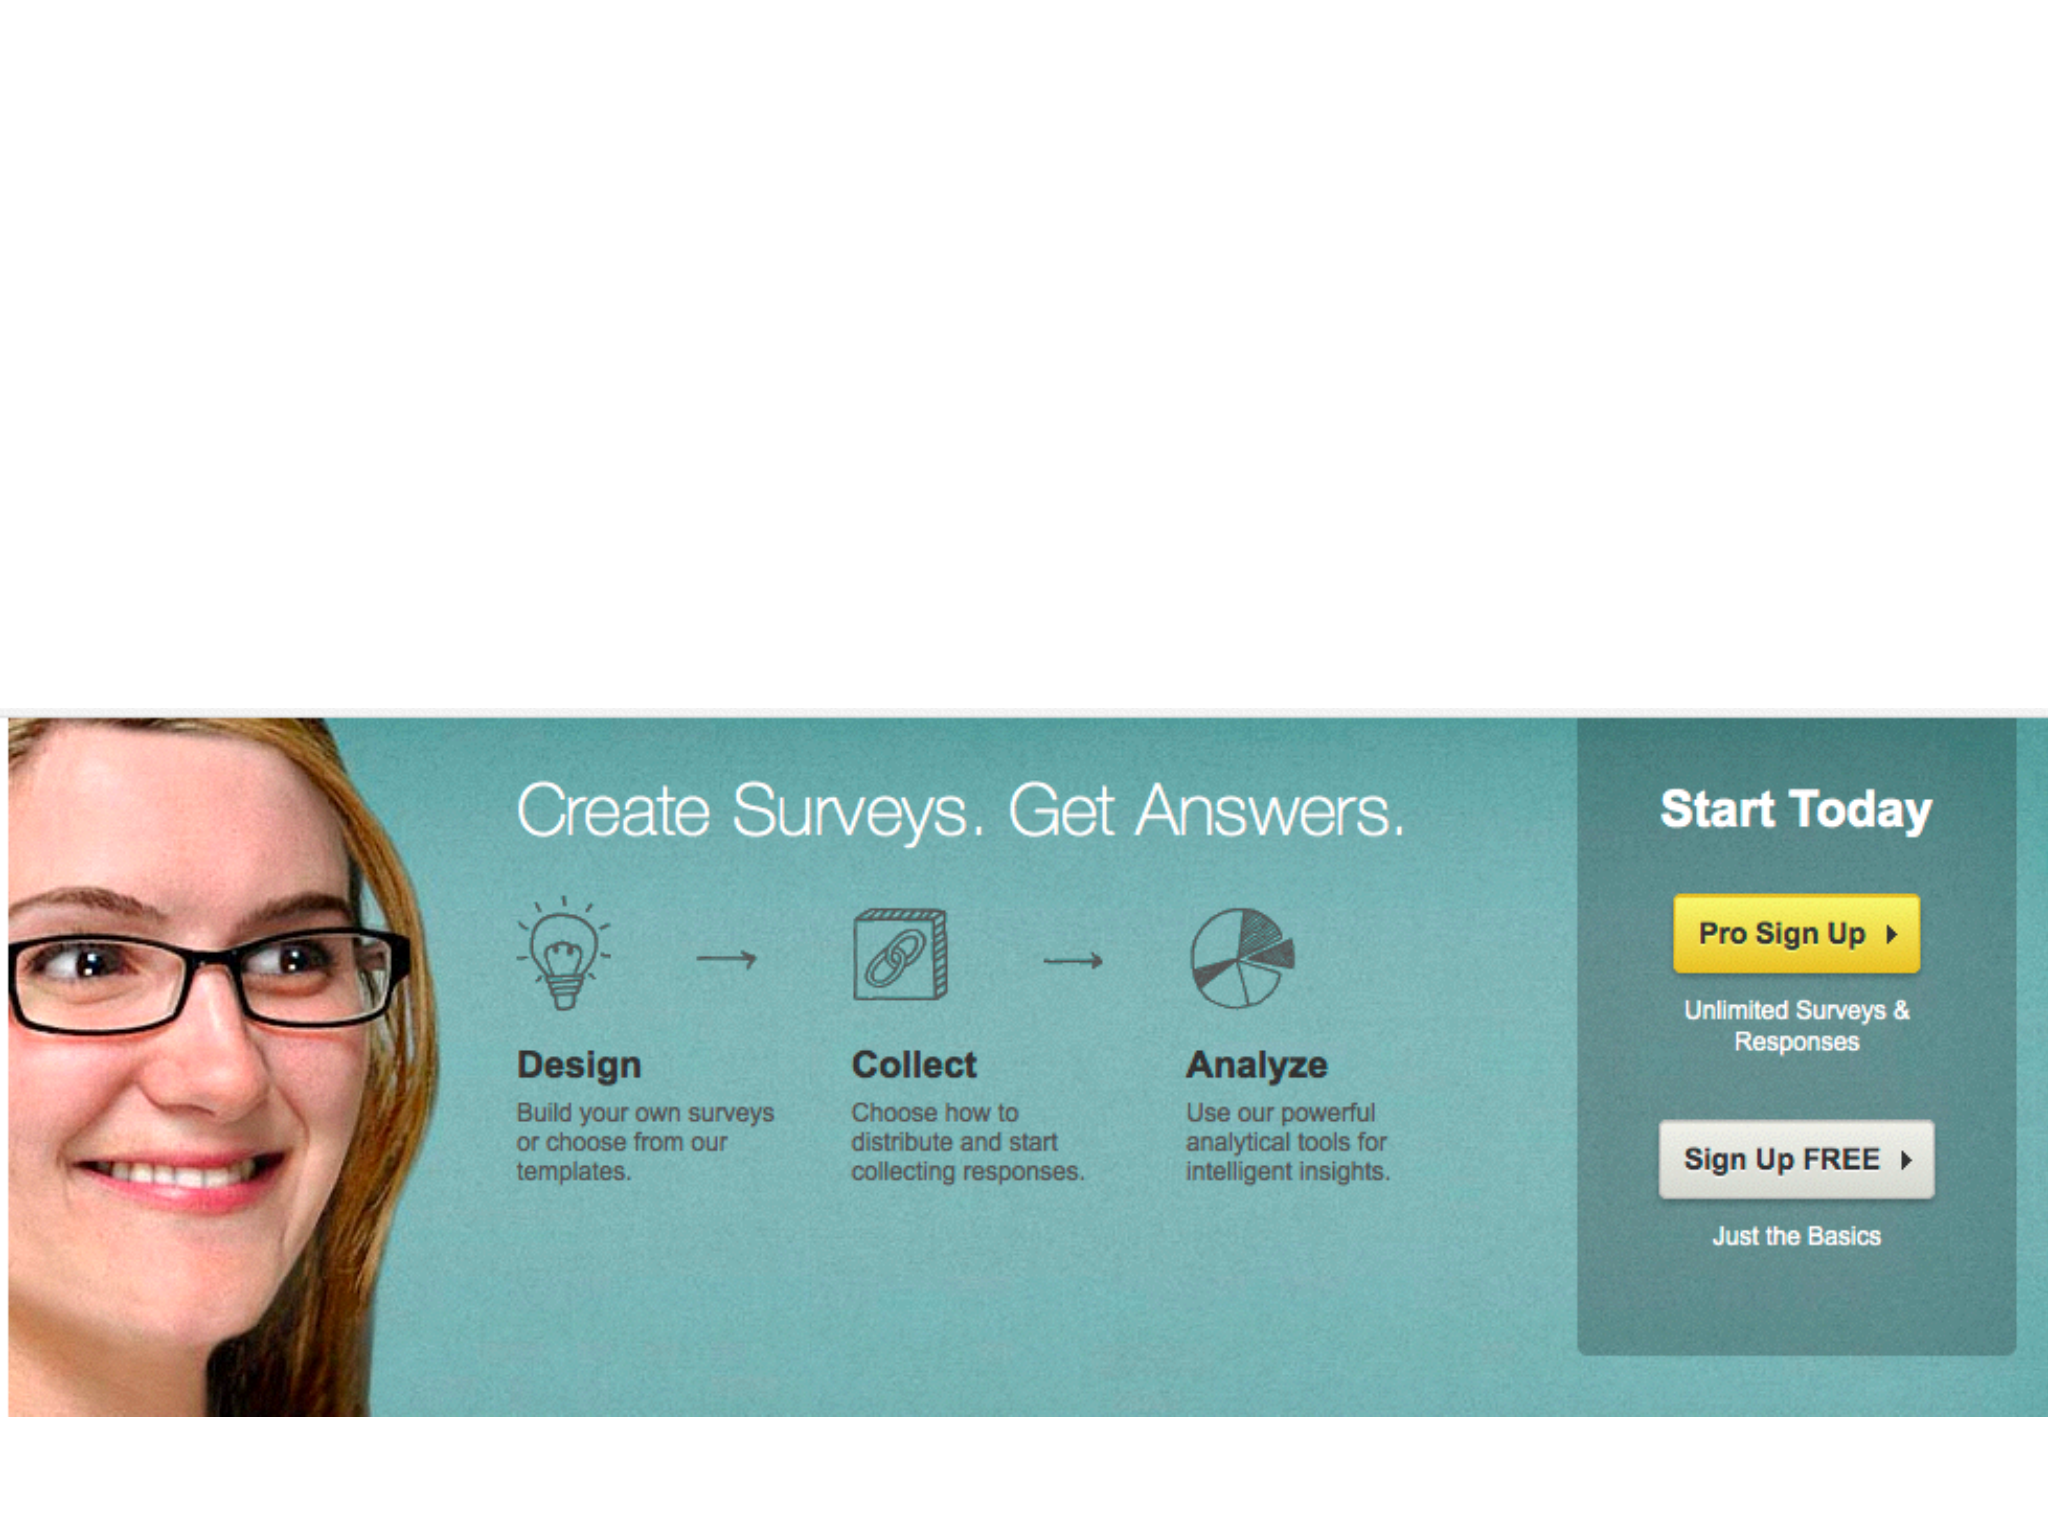 Create Surveys. Get Answers.
Design
Build your own surveys
or choose from our
templates.
Collect
Choose how to
distribute and start
collecting responses.
Analyze
Use our powerful
analytical tools for
intelligent insights.
Start Today
Pro Sign Up
Unlimited Surveys &
Responses
Sign Up FREE
Just the Basics